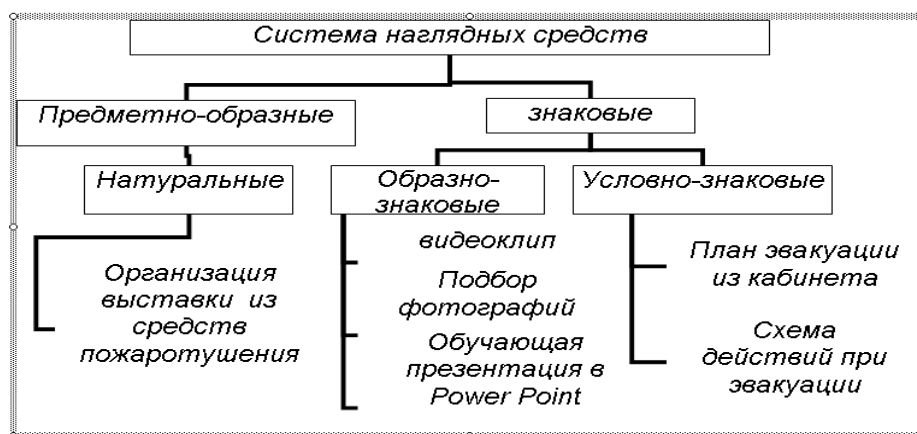 Система наглядных средств
Предметно-образные
знаковые
Натуральные
Образно-
знаковые
Условно-знаковые
Организация
выставки из
средств
пожаротушения
видеоклип
Подбор
фотографий
Обучающая
презентация в
Power Point
План эвакуации
из кабинета
Схема
действий при
эвакуации